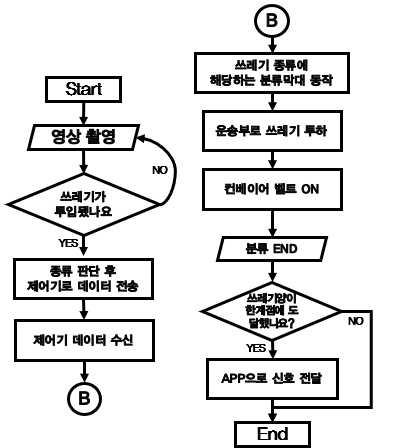 Start
영상 촬영
NO
쓰레기가
투입됐나요
YES
종류 판단 후
제어기로 데이터 전송
제어기 데이터 수신
B
B
쓰레기 종류에
해당하는 분류막대 동작
운송부로 쓰레기 투하
컨베이어 벨트 ON
분류 END
쓰레기양이
한계점에 도
달했나요?
NO
YES
APP으로 신호 전달
End